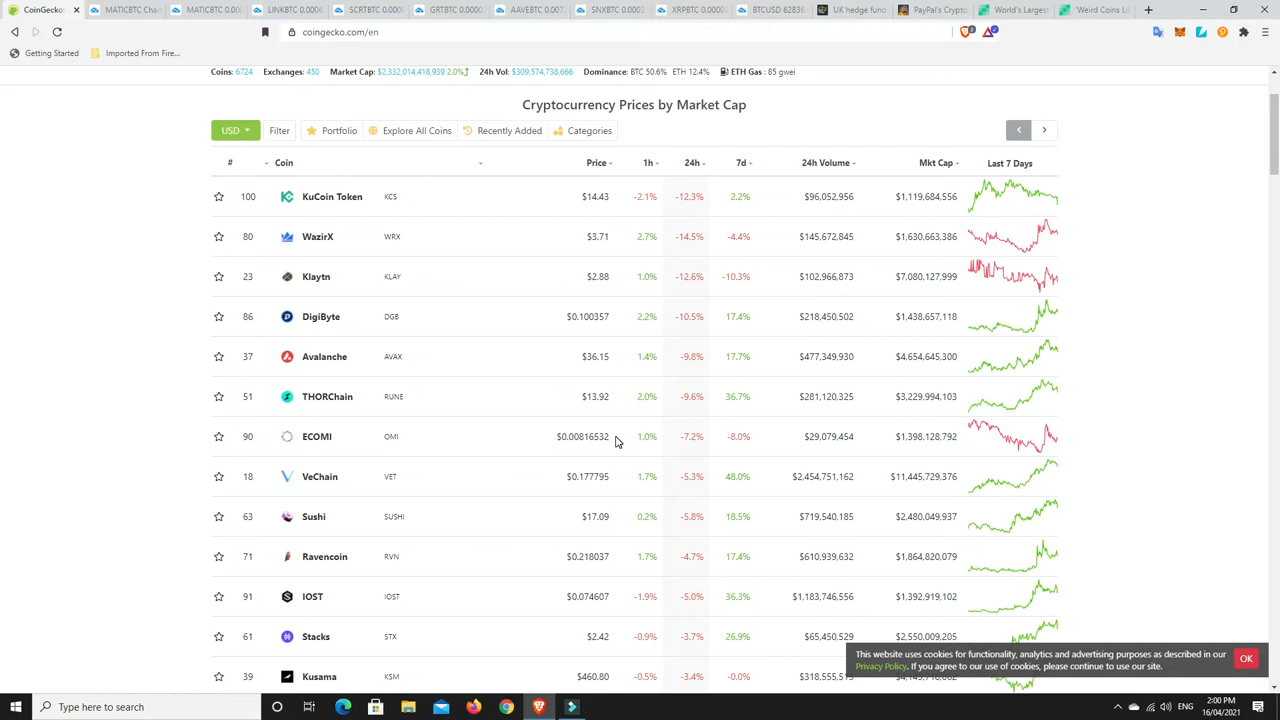 CoinGecko:
MATICBTC Char
MATICBTC 0.000
LINKBTC 0.0006
SCRTBTC 0.000
GRTBTC 0.0000
AAVEBTC 0.007
SNXBTC 0.0003
XRPBTC 0.0000
BTCUSD 62836
UK hedge fund
PayPal's Crypto
World's Largest
"Weird Coins Li
coingecko.com/en
Getting Started
Imported From Fire...
Coins: 6724 Exchanges: 450 Market Cap: $2,332,014,418,939 2.0% 24h Vol: $309,574,738,666 Dominance: BTC 50.6% ETH 12.4% ETH Gas : 85 gwei
Cryptocurrency Prices by Market Cap
USD Filter Portfolio Explore All Coins Recently Added Categories
# Coin Price 1h 24h 7d 24h Volume Mkt Cap Last 7 Days
100 KuCoin Token KCS $14.43 -2.1% -12.3% 2.2% $96,052,956 $1,119,684,556
80 WazirX WRX $3.71 2.7% -14.5% -4.4% $145,672,845 $1,630,663,386
23 Klaytn KLAY $2.88 1.0% -12.6% -10.3% $102,966,873 $7,080,127,999
86 DigiByte DGB $0.100357 2.2% -10.5% 17.4% $218,450,502 $1,438,657,118
37 Avalanche AVAX $36.15 1.4% -9.8% 17.7% $477,349,930 $4,654,645,300
51 THORChain RUNE $13.92 2.0% -9.6% 36.7% $281,120,325 $3,229,994,103
90 ECOMI OMI $0.00816532 1.0% -7.2% -8.0% $29,079,454 $1,398,128,792
18 VeChain VET $0.177795 1.7% -5.3% 48.0% $2,454,751,162 $11,445,729,376
63 Sushi SUSHI $17.09 0.2% -5.8% 18.5% $719,540,185 $2,480,049,937
71 Ravencoin RVN $0.218037 1.7% -4.7% 17.4% $610,939,632 $1,864,820,079
91 IOST IOST $0.074607 -1.9% -5.0% 36.3% $1,183,746,556 $1,392,919,102
61 Stacks STX $2.42 -0.9% -3.7% 26.9% $65,450,529 $2,550,009,205
39 Kusama KSM $460.80 -0.5% -3.4% -0.0%
This website uses cookies for functionality, analytics and advertising purposes as described in our
Privacy Policy. If you agree to our use of cookies, please continue to use our site.
OK
Type here to search
ENG
2:00 PM
16/04/2021